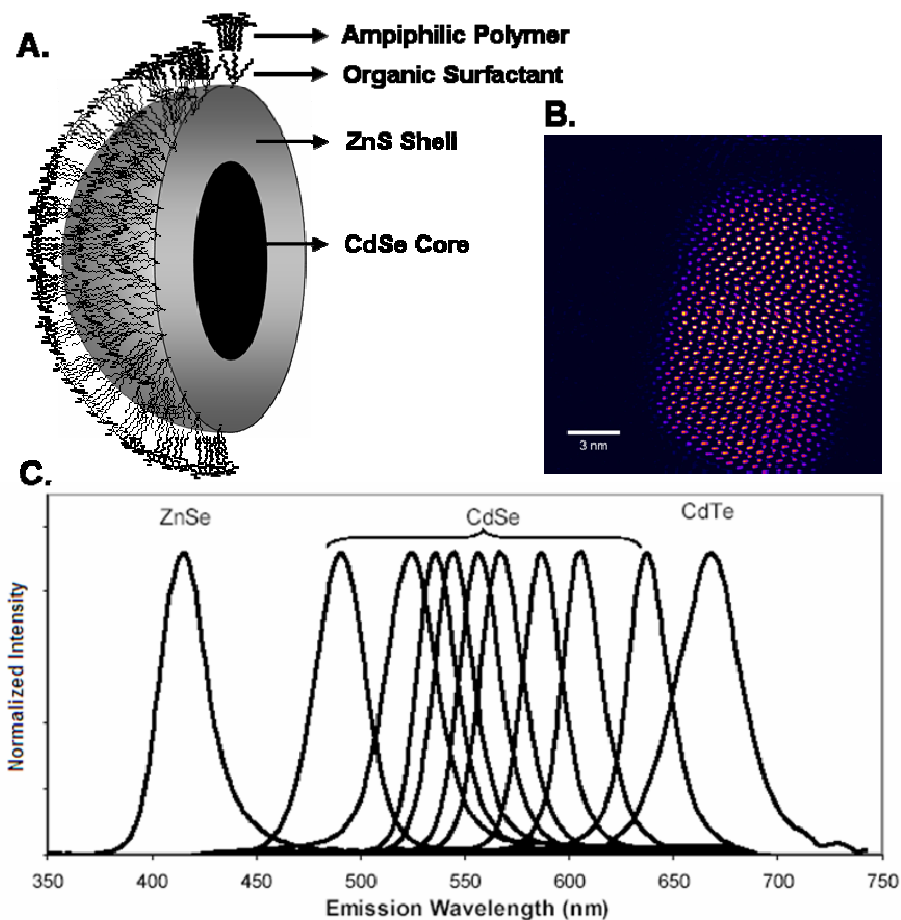 A.
Ampiphilic Polymer
Organic Surfactant
ZnS Shell
CdSe Core
B.
3 nm
C.
ZnSe
CdSe
CdTe
Normalized Intensity
350 400 450 500 550 600 650 700 750
Emission Wavelength (nm)